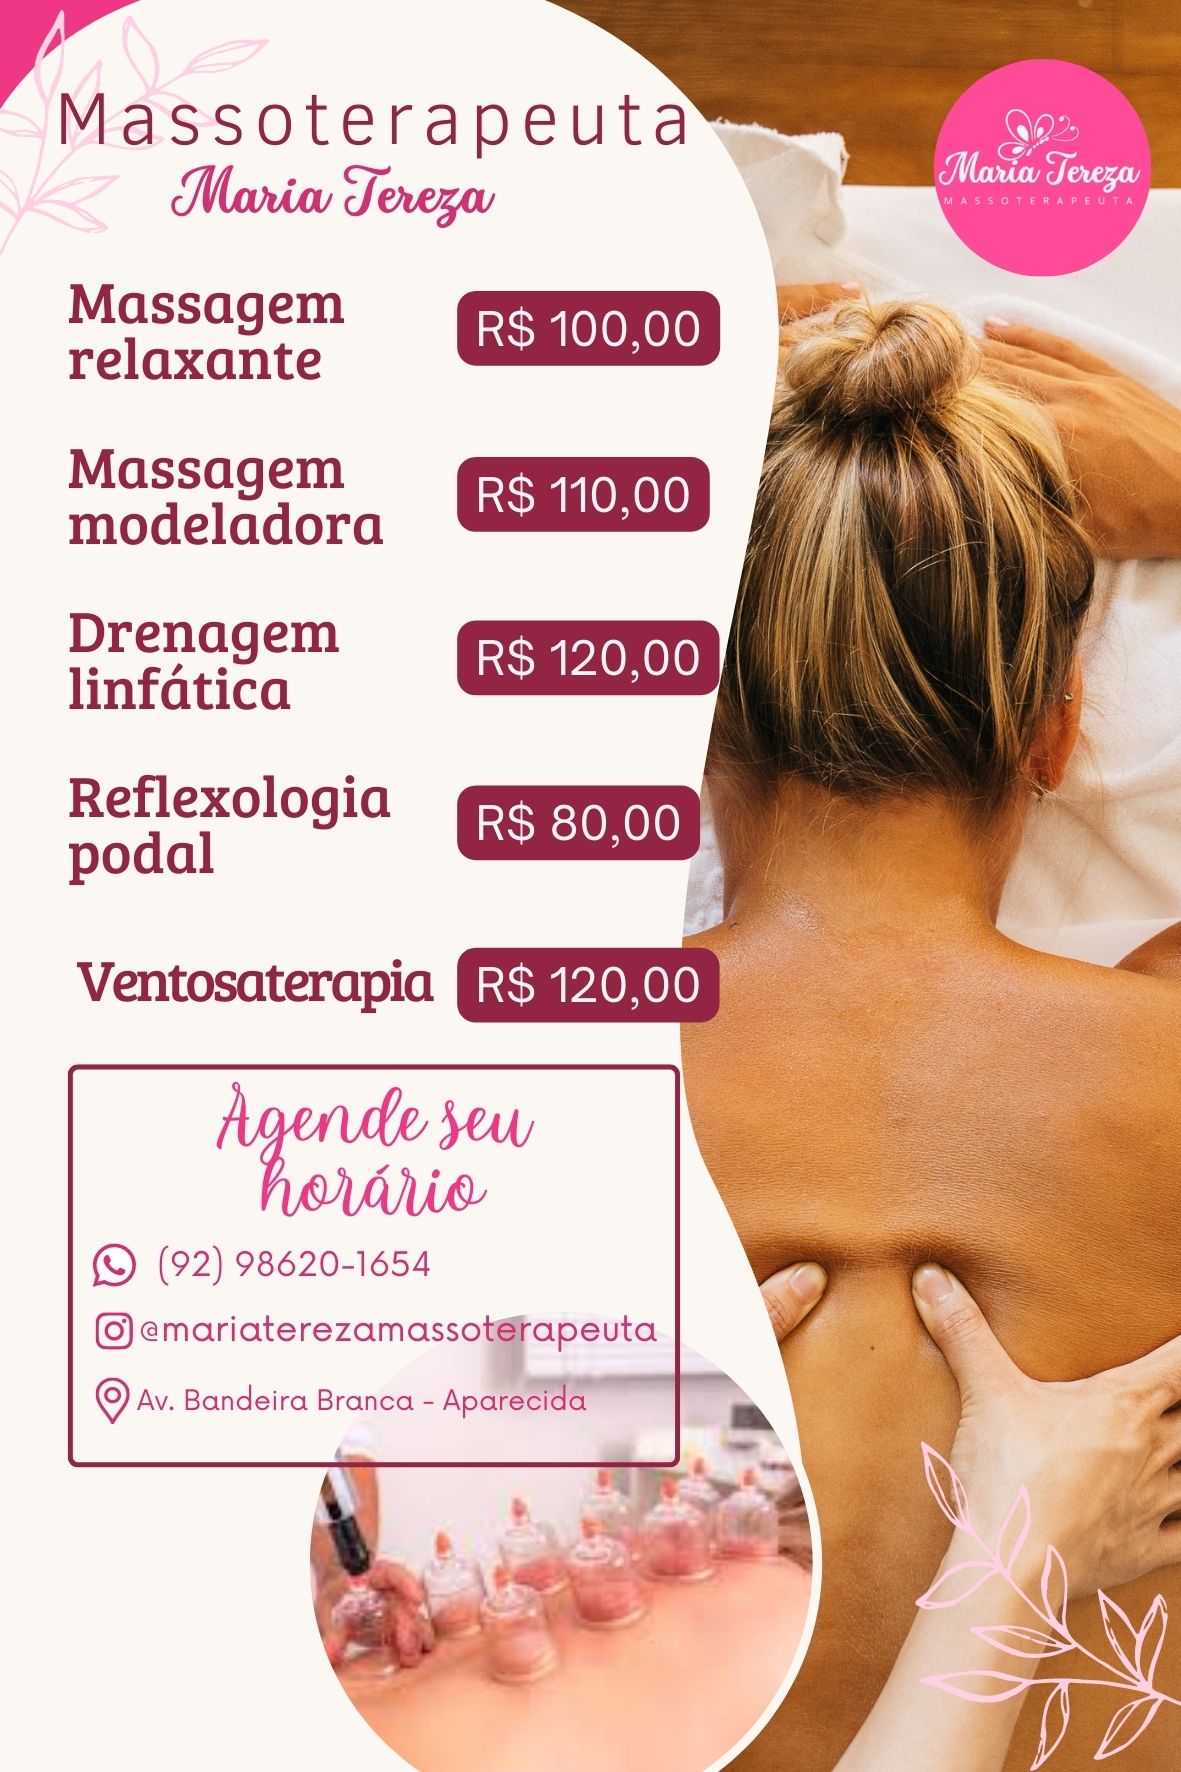 Massoterapeuta
Maria Tereza
Maria Tereza
MASSOTERAPEUTA
Massagem
relaxante
R$ 100,00
Massagem
modeladora
R$ 110,00
Drenagem
linfática
R$ 120,00
Reflexologia
podal
R$ 80,00
Ventosaterapia
R$ 120,00
Agende seu
horário
(92) 98620-1654
@mariaterezamassoterapeuta
Av. Bandeira Branca - Aparecida